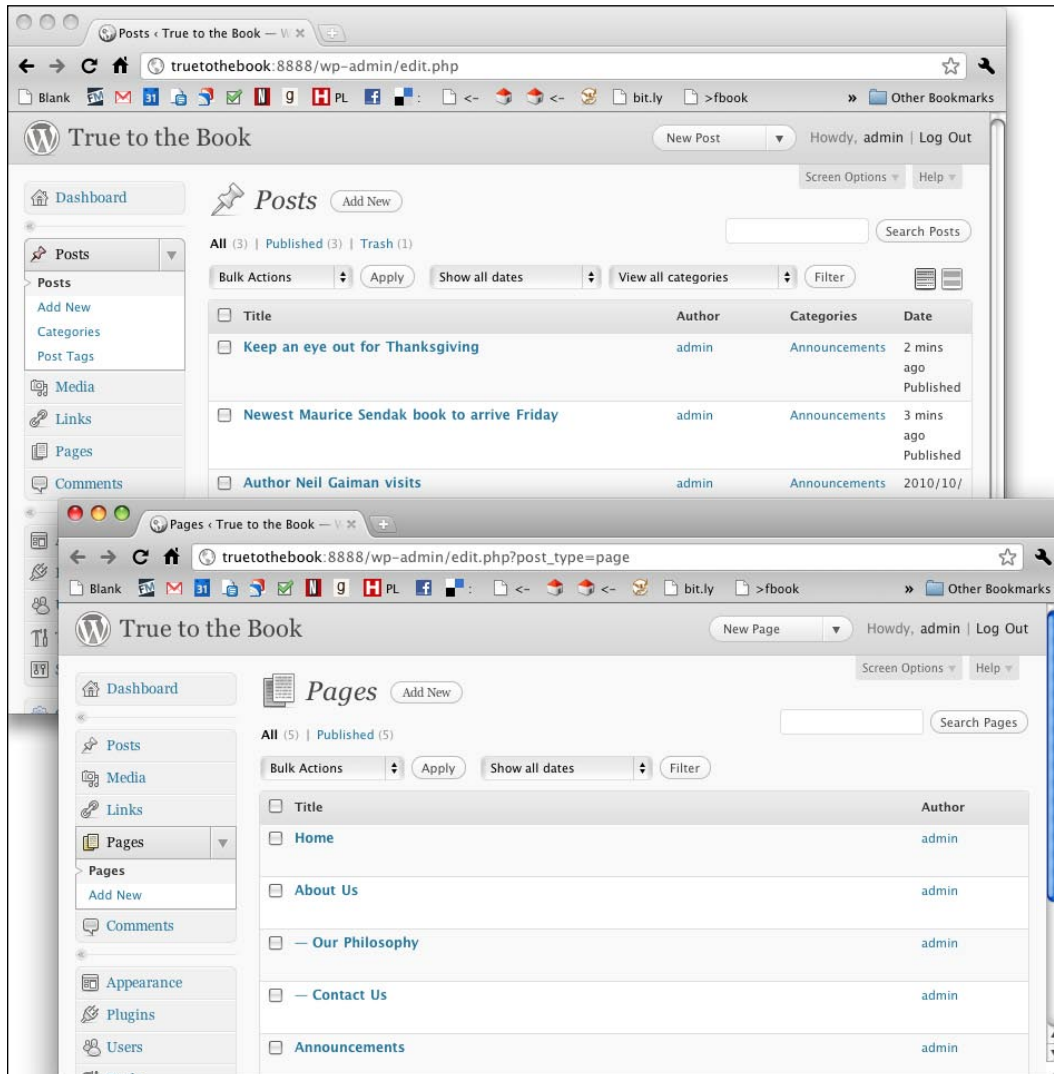 Posts ‹ True to the Book —
truetothebook:8888/wp-admin/edit.php
Blank 31 g PL : <- <- bit.ly >fbook » Other Bookmarks
True to the Book New Post Howdy, admin | Log Out
Screen Options Help
Dashboard
Posts Add New
Search Posts
All (3) | Published (3) | Trash (1)
Posts
Posts
Add New
Categories
Post Tags
Media
Links
Pages
Comments
Bulk Actions Apply Show all dates View all categories Filter
Title Author Categories Date
Keep an eye out for Thanksgiving admin Announcements 2 mins
ago
Published
Newest Maurice Sendak book to arrive Friday admin Announcements 3 mins
ago
Published
Author Neil Gaiman visits admin Announcements 2010/10/
Pages ‹ True to the Book —
truetothebook:8888/wp-admin/edit.php?post_type=page
Blank 31 g PL : <- <- bit.ly >fbook » Other Bookmarks
True to the Book New Page Howdy, admin | Log Out
Screen Options Help
Dashboard
Posts
Media
Links
Pages
Pages
Add New
Comments
Appearance
Plugins
Users
Pages Add New
Search Pages
All (5) | Published (5)
Bulk Actions Apply Show all dates Filter
Title Author
Home admin
About Us admin
— Our Philosophy admin
— Contact Us admin
Announcements admin